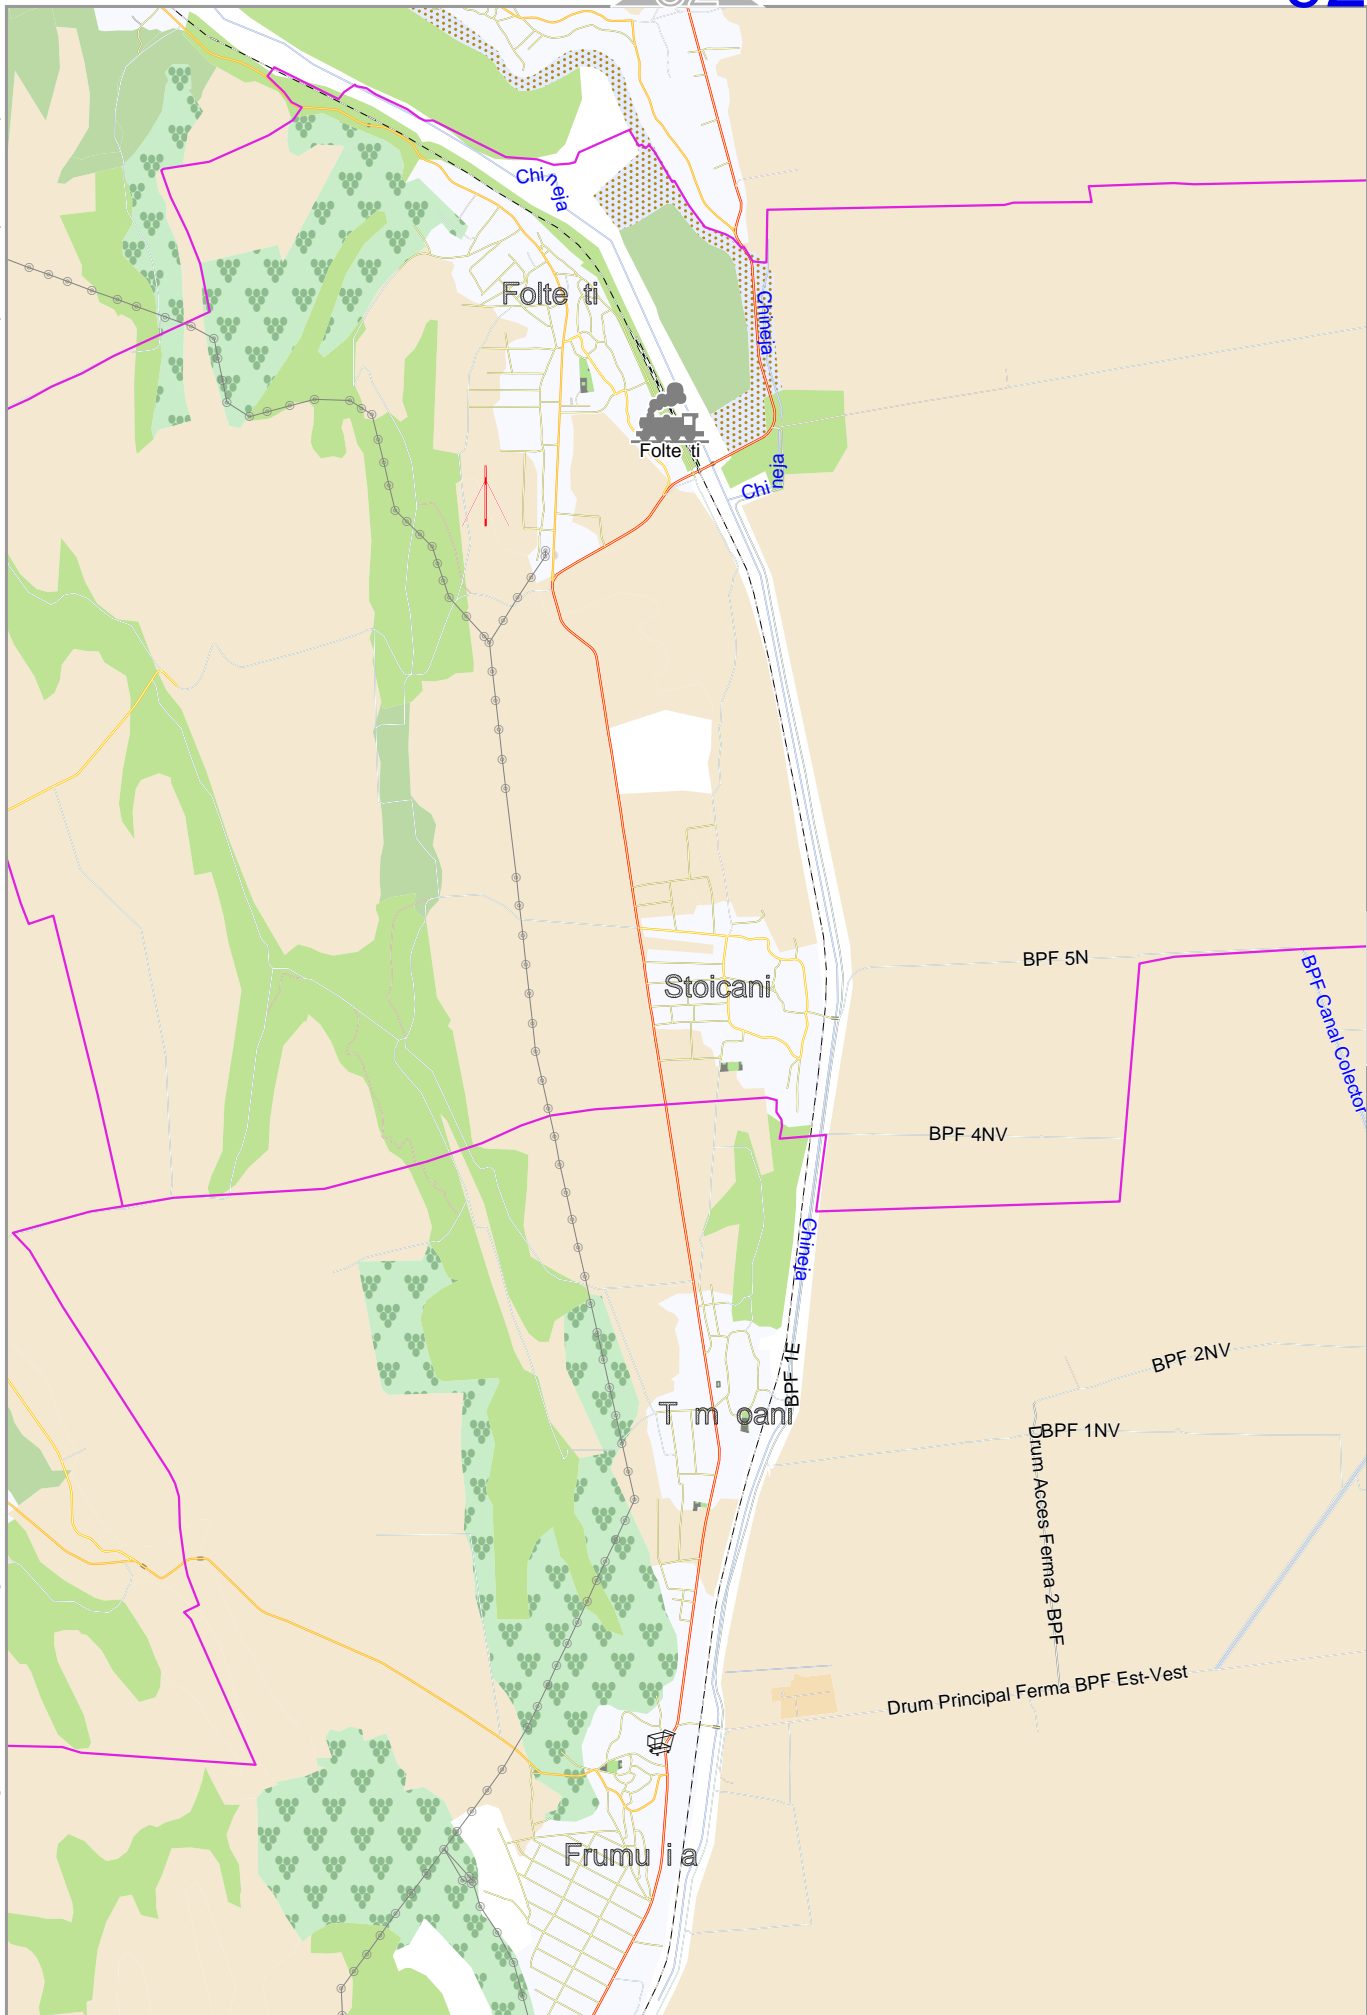 Chineja
Folte ti
Chineja
Folte ti
Chineja
BPF 5N
Stoicani
BPF Canal Colector
BPF 4NV
Chineja
BPF 1E
BPF 2NV
T m oani
BPF 1NV
Drum Acces Ferma 2 BPF
Drum Principal Ferma BPF Est-Vest
Frumu i a